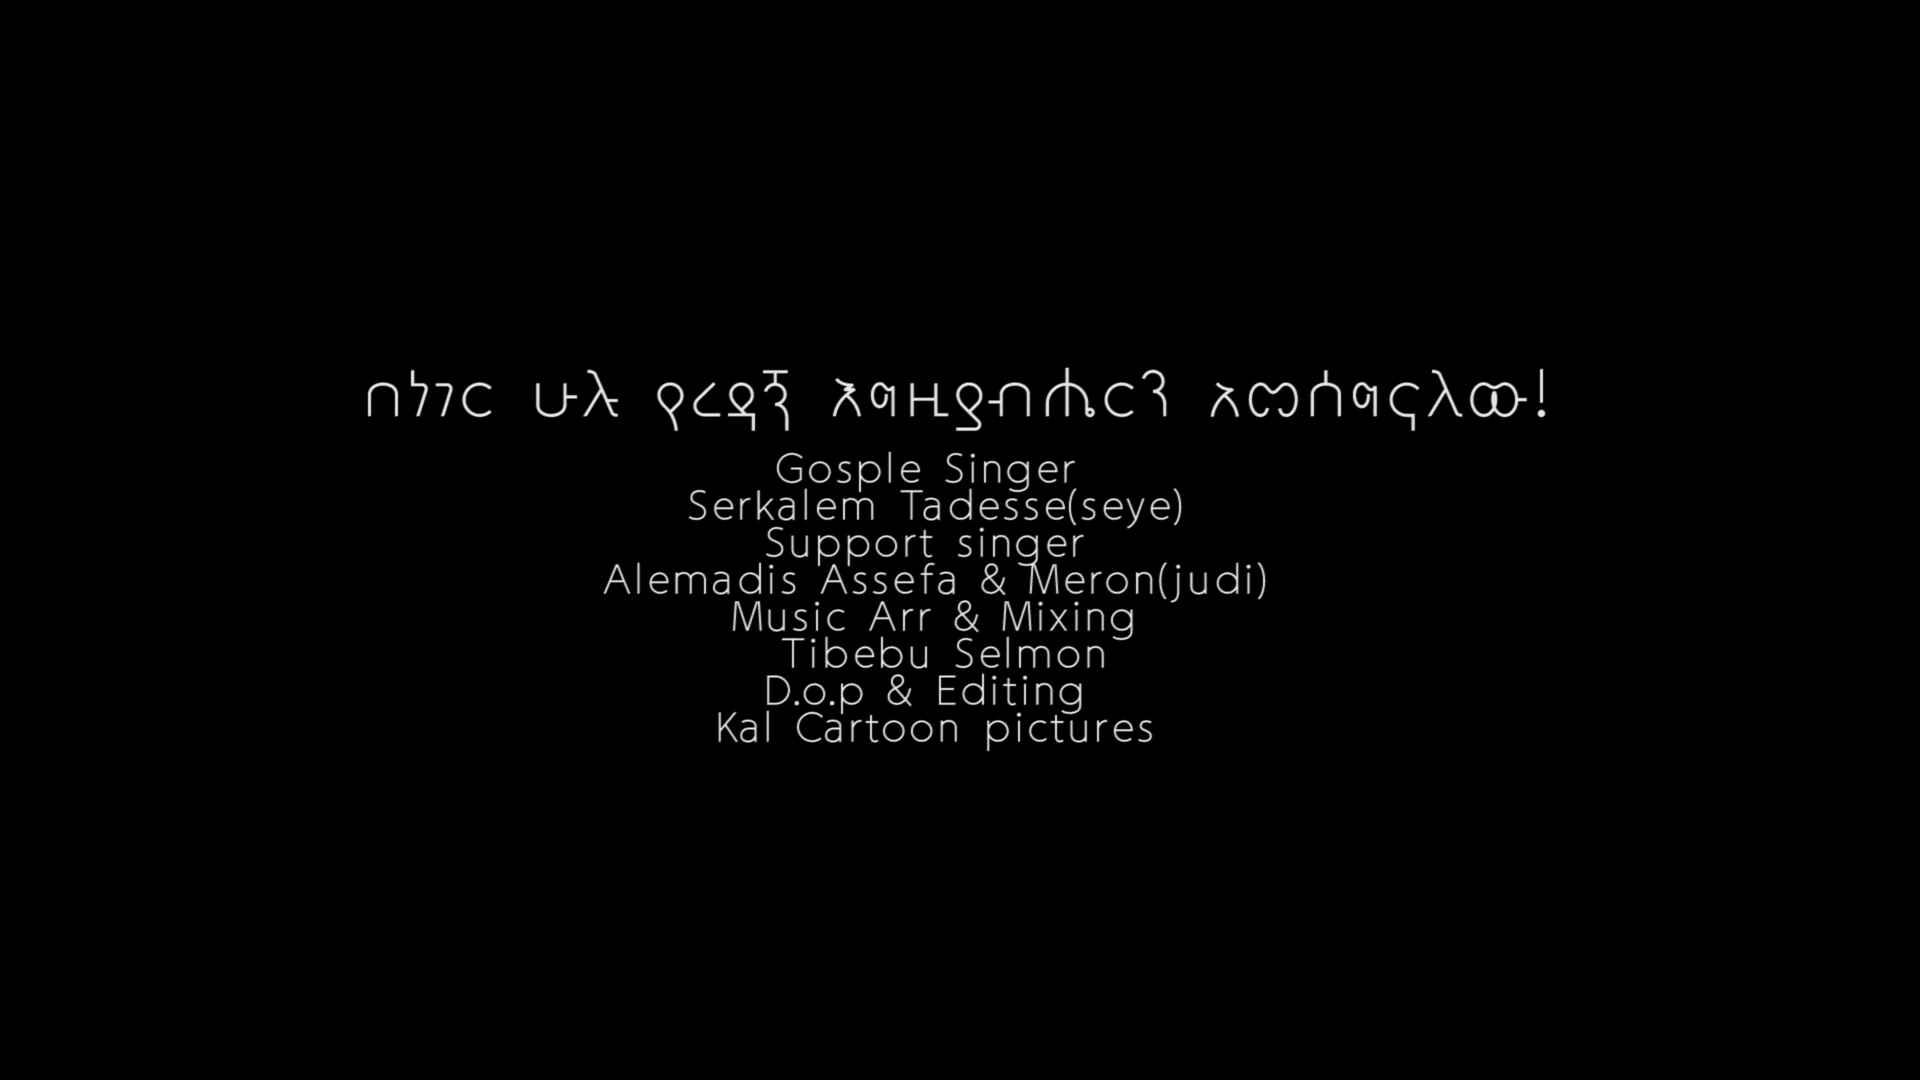 በነገር ሁሉ የረዳኝ እግዚያብሔርን አመሰግናለው!
Gosple Singer
Serkalem Tadesse(seye)
Support singer
Alemadis Assefa & Meron(judi)
Music Arr & Mixing
Tibebu Selmon
D.o.p & Editing
Kal Cartoon pictures